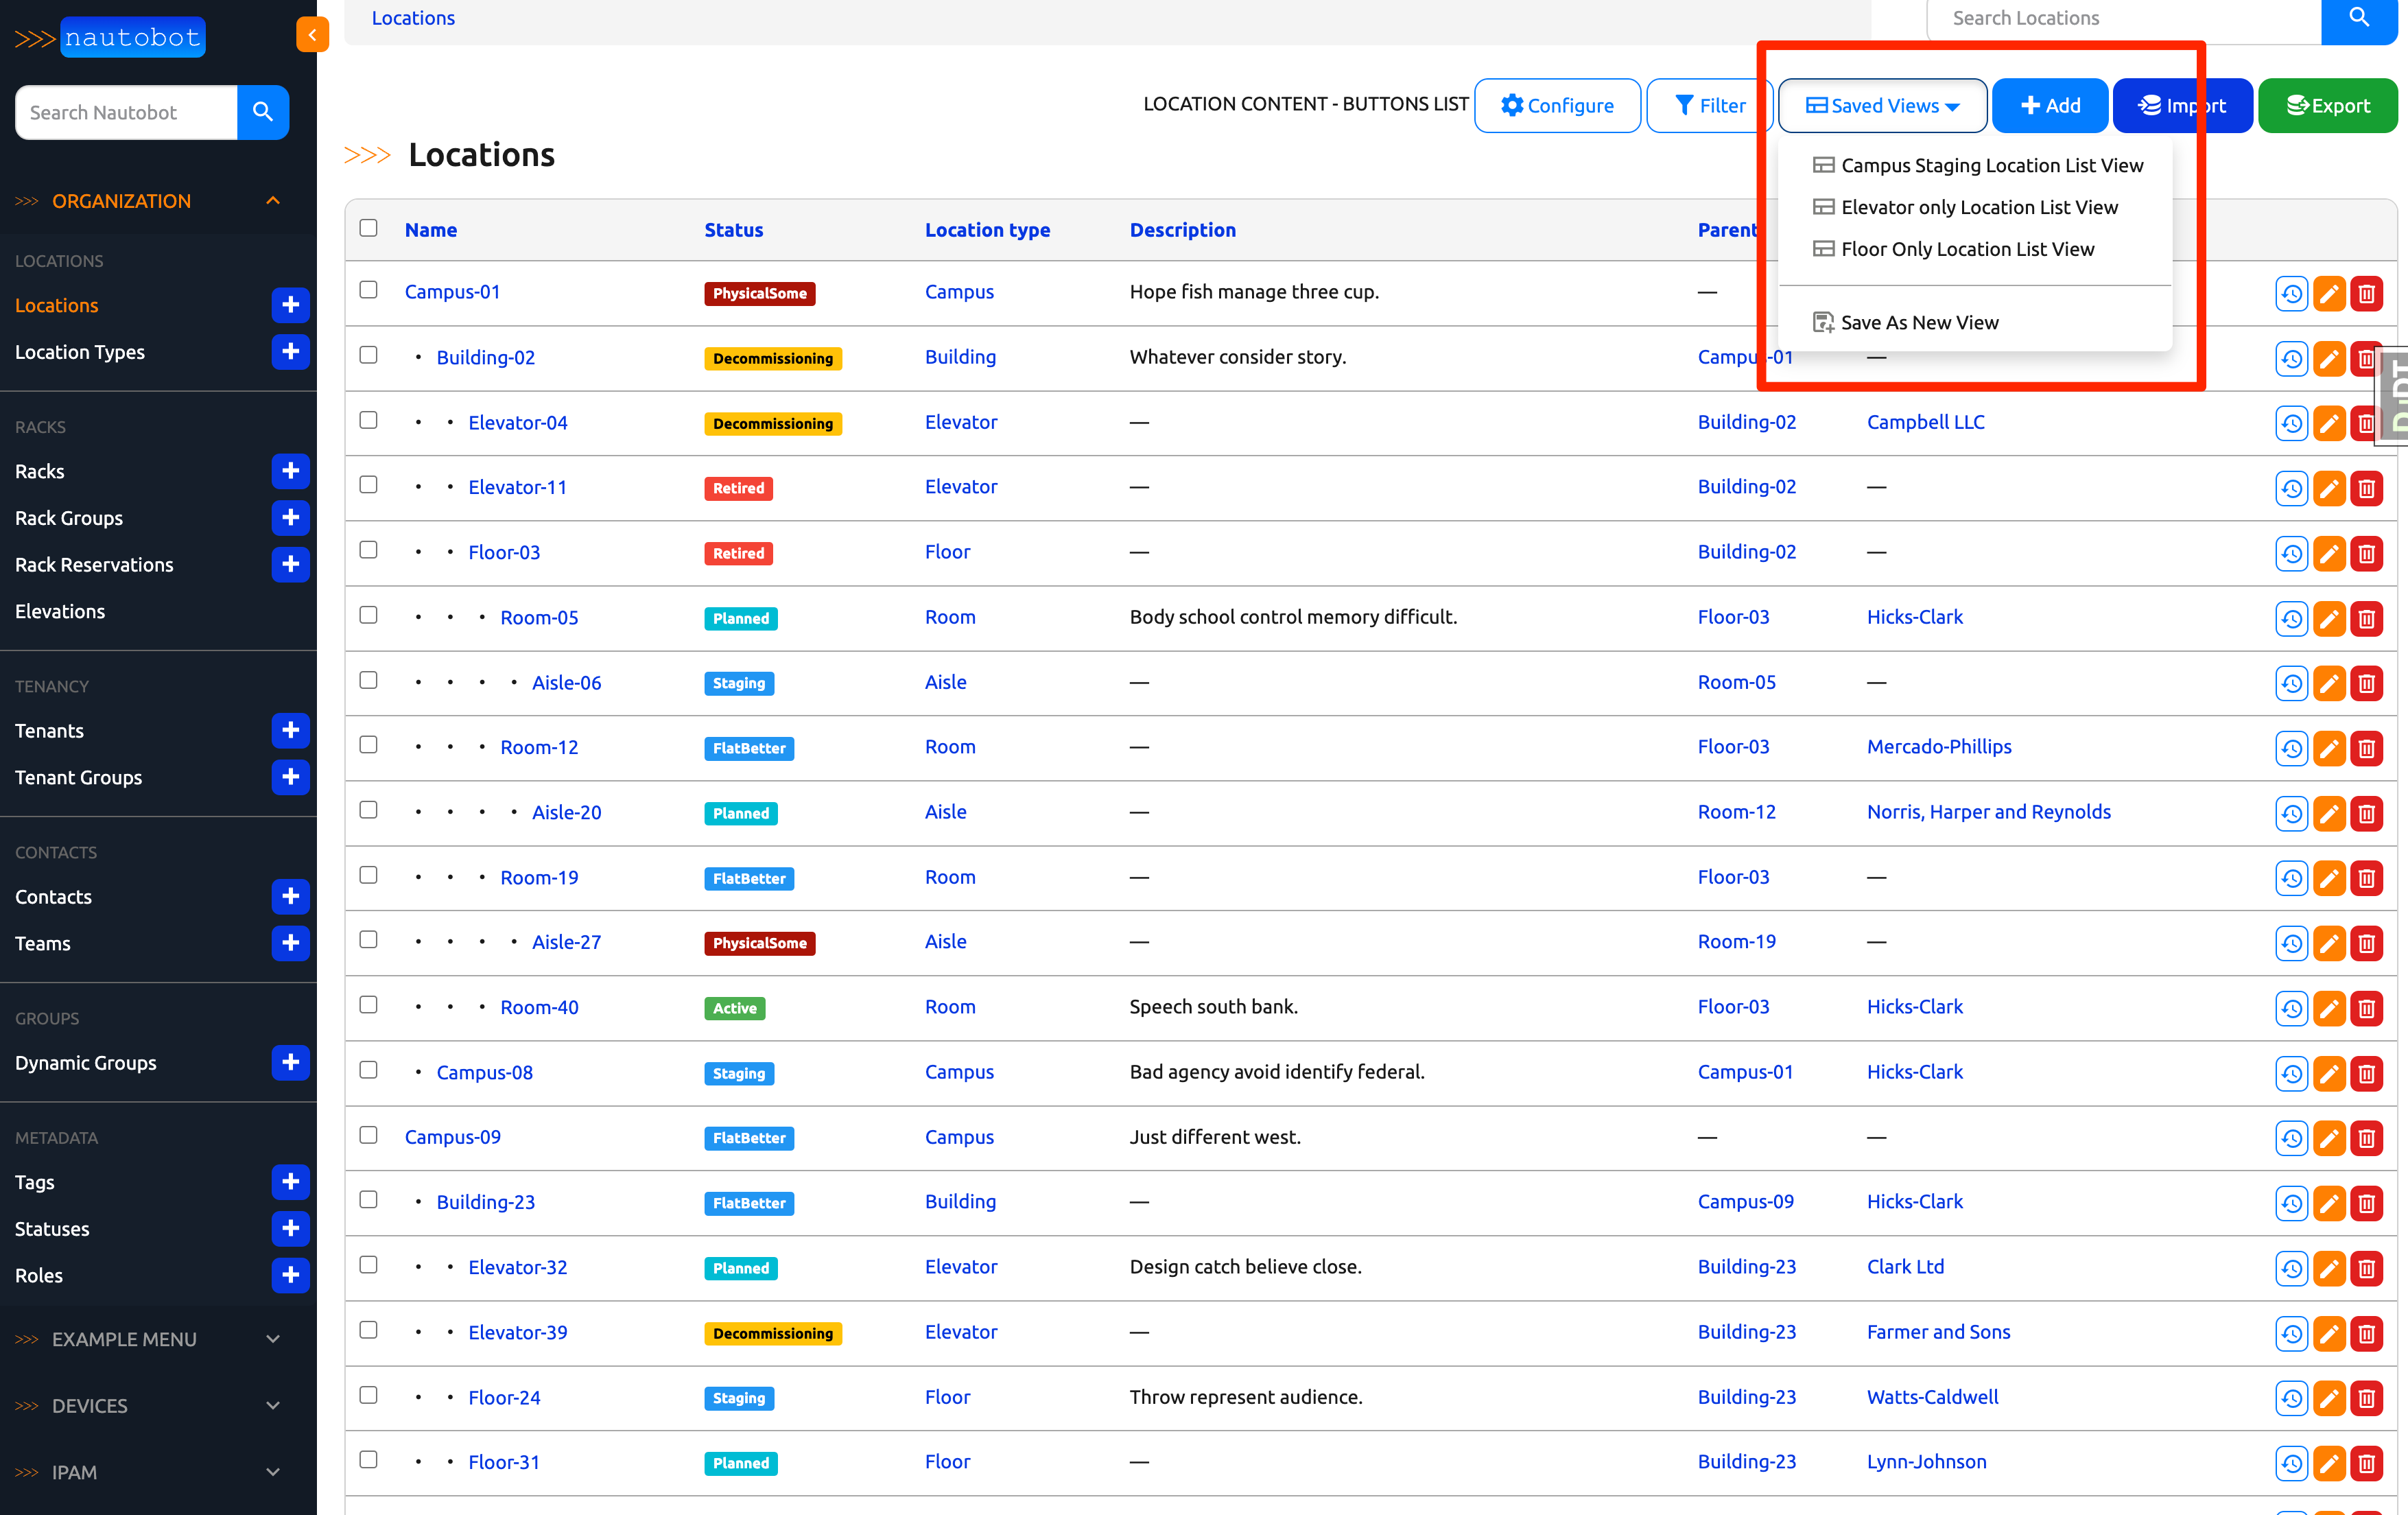 nautobot
Search Nautobot
ORGANIZATION
LOCATIONS
Locations
Location Types
RACKS
Racks
Rack Groups
Rack Reservations
Elevations
TENANCY
Tenants
Tenant Groups
CONTACTS
Contacts
Teams
GROUPS
Dynamic Groups
METADATA
Tags
Statuses
Roles
EXAMPLE MENU
DEVICES
IPAM
Locations
Search Locations
LOCATION CONTENT - BUTTONS LIST Configure Filter Saved Views Add Import Export
Campus Staging Location List View
Elevator only Location List View
Floor Only Location List View
Save As New View
Locations
Name Status Location type Description Parent
Campus-01 PhysicalSome Campus Hope fish manage three cup. —
• Building-02 Decommissioning Building Whatever consider story. Campus-01 —
• • Elevator-04 Decommissioning Elevator — Building-02 Campbell LLC
• • Elevator-11 Retired Elevator — Building-02 —
• • Floor-03 Retired Floor — Building-02 —
• • • Room-05 Planned Room Body school control memory difficult. Floor-03 Hicks-Clark
• • • • Aisle-06 Staging Aisle — Room-05 —
• • • Room-12 FlatBetter Room — Floor-03 Mercado-Phillips
• • • • Aisle-20 Planned Aisle — Room-12 Norris, Harper and Reynolds
• • • Room-19 FlatBetter Room — Floor-03 —
• • • • Aisle-27 PhysicalSome Aisle — Room-19 —
• • • Room-40 Active Room Speech south bank. Floor-03 Hicks-Clark
• Campus-08 Staging Campus Bad agency avoid identify federal. Campus-01 Hicks-Clark
Campus-09 FlatBetter Campus Just different west. — —
• Building-23 FlatBetter Building — Campus-09 Hicks-Clark
• • Elevator-32 Planned Elevator Design catch believe close. Building-23 Clark Ltd
• • Elevator-39 Decommissioning Elevator — Building-23 Farmer and Sons
• • Floor-24 Staging Floor Throw represent audience. Building-23 Watts-Caldwell
• • Floor-31 Planned Floor — Building-23 Lynn-Johnson
DjDT